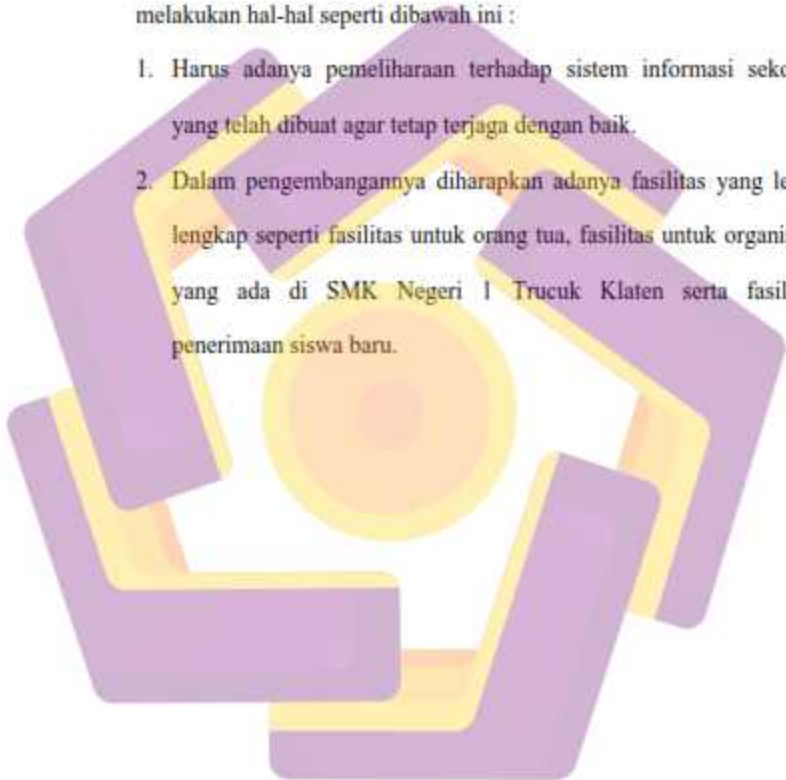 melakukan hal-hal seperti dibawah ini :
1. Harus adanya pemeliharaan terhadap sistem informasi
yang telah dibuat agar tetap terjaga dengan baik.
2. Dalam pengembangannya diharapkan adanya fasilitas yang
lengkap seperti fasilitas untuk orang tua, fasilitas untuk
yang ada di SMK Negeri 1 Trucuk Klaten serta
penerimaan siswa baru.